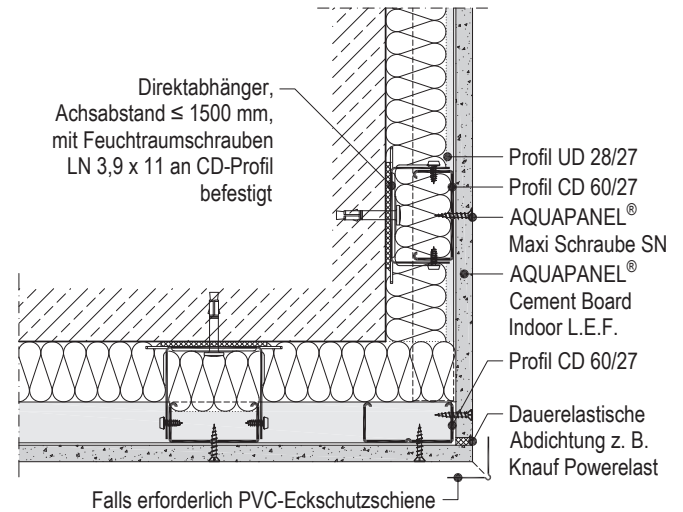 Direktabhänger,
Achsabstand ≤ 1500 mm,
mit Feuchtraumschrauben
LN 3,9 x 11 an CD-Profil
befestigt
Profil UD 28/27
Profil CD 60/27
AQUAPANEL®
Maxi Schraube SN
AQUAPANEL®
Cement Board
Indoor L.E.F.
Profil CD 60/27
Dauerelastische
Abdichtung z. B.
Knauf Powerelast
Falls erforderlich PVC-Eckschutzschiene